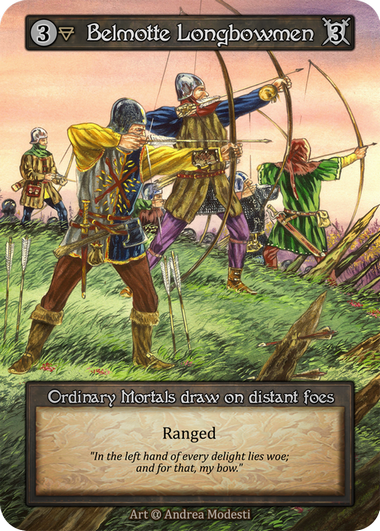 3 Belmotte Longbowmen 3
Ordinary Mortals draw on distant foes
Ranged
"In the left hand of every delight lies woe;
and for that, my bow."
Art @ Andrea Modesti